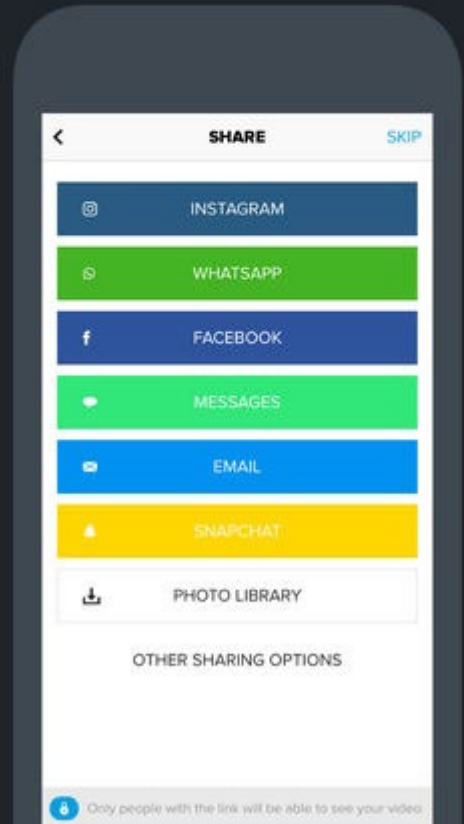 SHARE SKIP
INSTAGRAM
WHATSAPP
FACEBOOK
MESSAGES
EMAIL
SNAPCHAT
PHOTO LIBRARY
OTHER SHARING OPTIONS
Only people with the link will be able to see your video